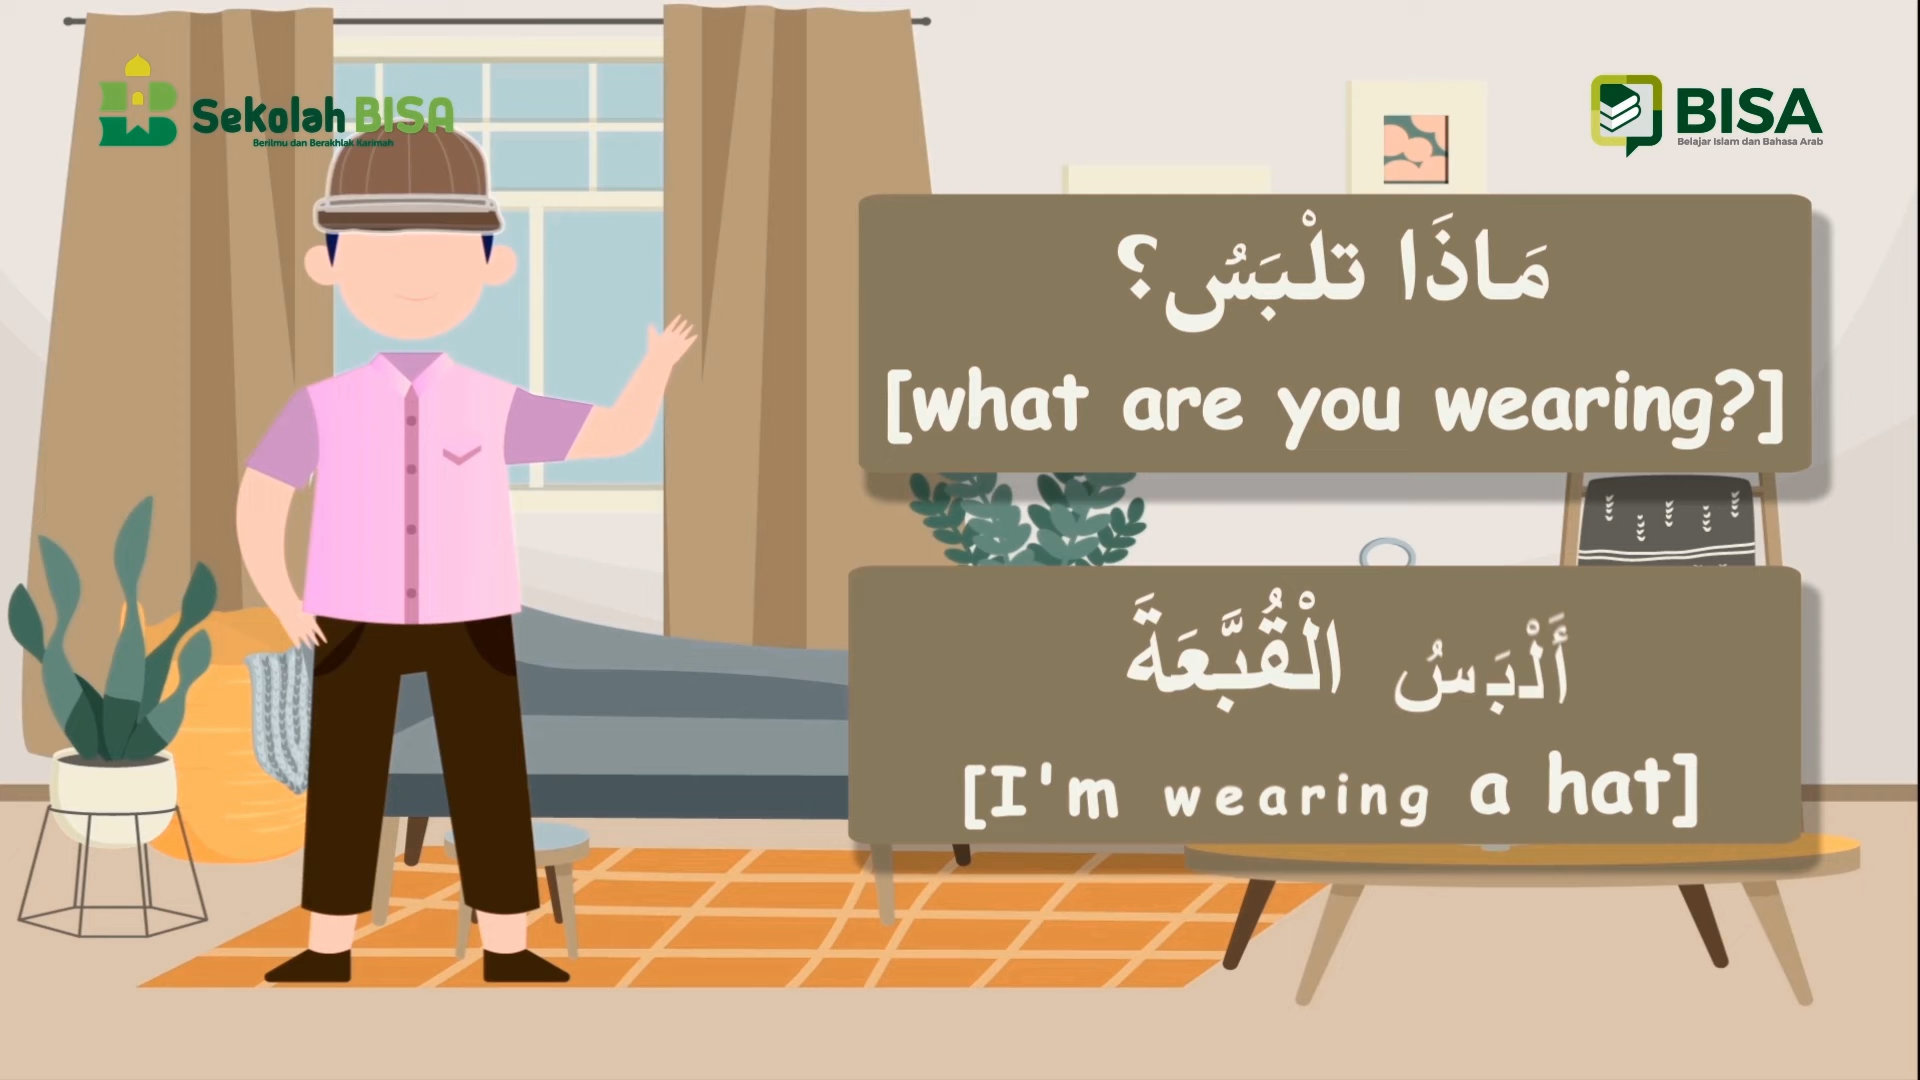 Sekolah BISA
Berilmu dan Berakhlak Karimah
BISA
Belajar Islam dan Bahasa Arab
مَاذَا تلْبَسُ؟
[what are you wearing?]
أَلْبَسُ الْقُبَّعَةَ
[I'm wearing a hat]